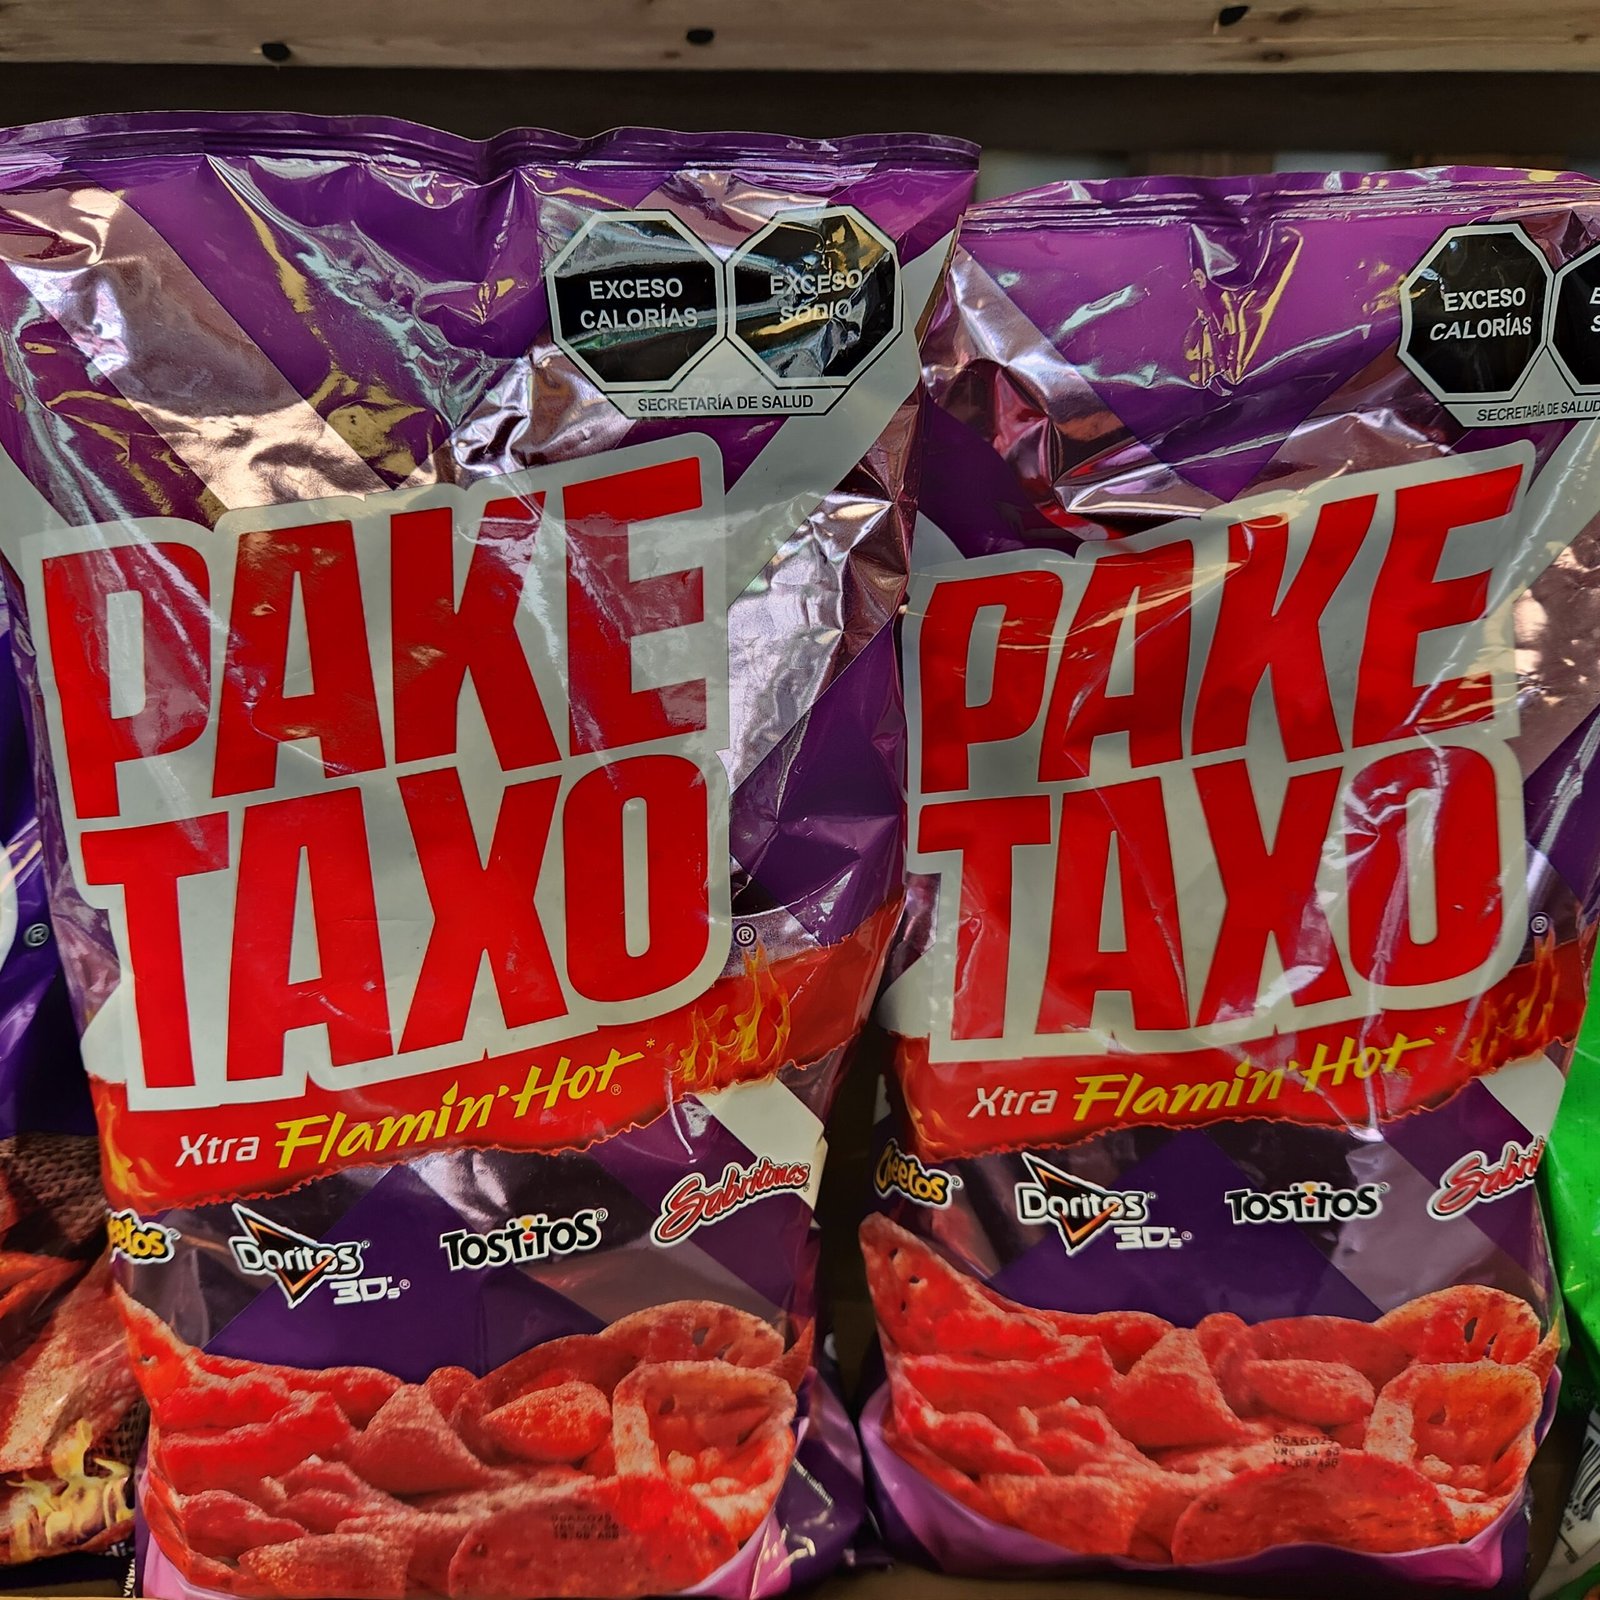 EXCESO
CALORÍAS
EXCESO
SODIO
SECRETARÍA DE SALUD
PAKE
TAXO®
Xtra Flamin' Hot®*
Doritos®
3D's®
TOSTITOS®
Sabritones®
EXCESO
CALORÍAS
SECRETARÍA DE SALUD
PAKE
TAXO®
Xtra Flamin' Hot®*
Cheetos®
Doritos®
3D's®
TOSTITOS®